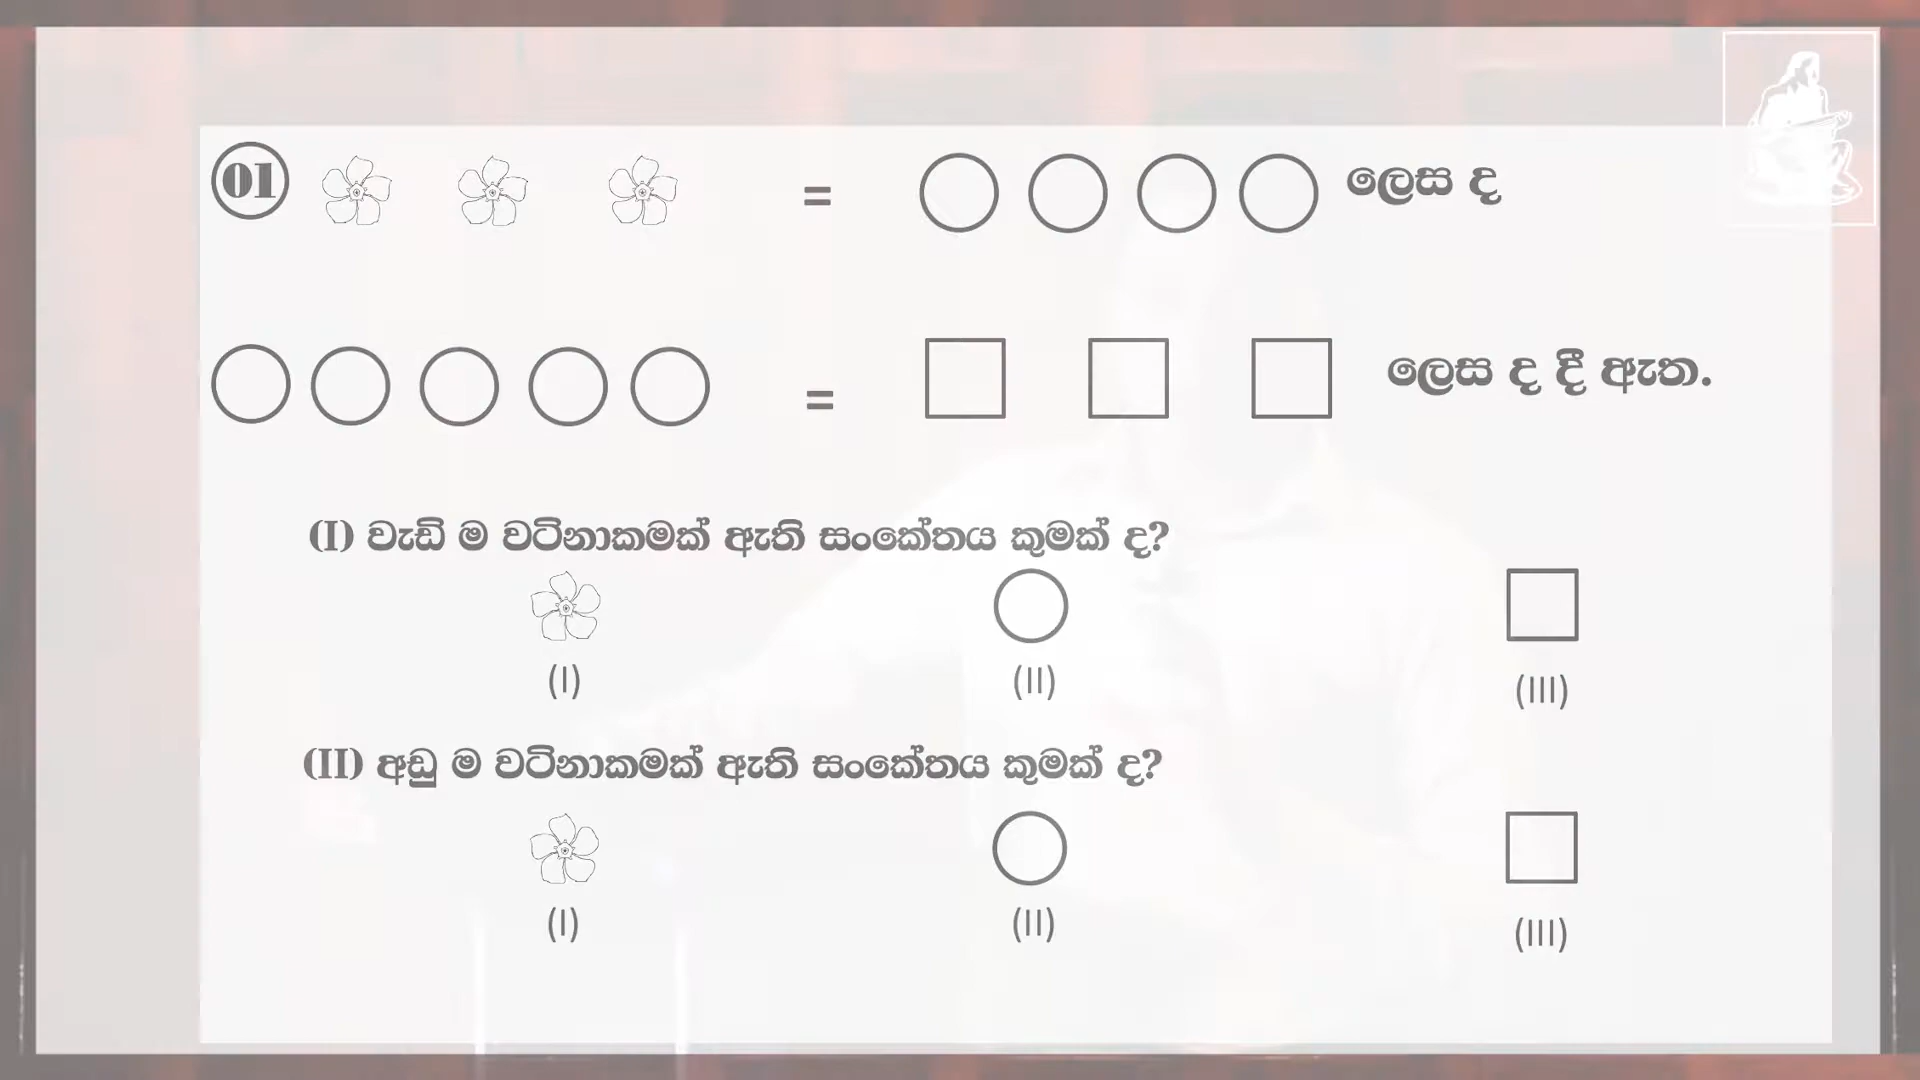 01 = ලෙස ද
= ලෙස ද දී ඇත.
(I) වැඩි ම වටිනාකමක් ඇති සංකේතය කුමක් ද?
(I) (II) (III)
(II) අඩු ම වටිනාකමක් ඇති සංකේතය කුමක් ද?
(I) (II) (III)